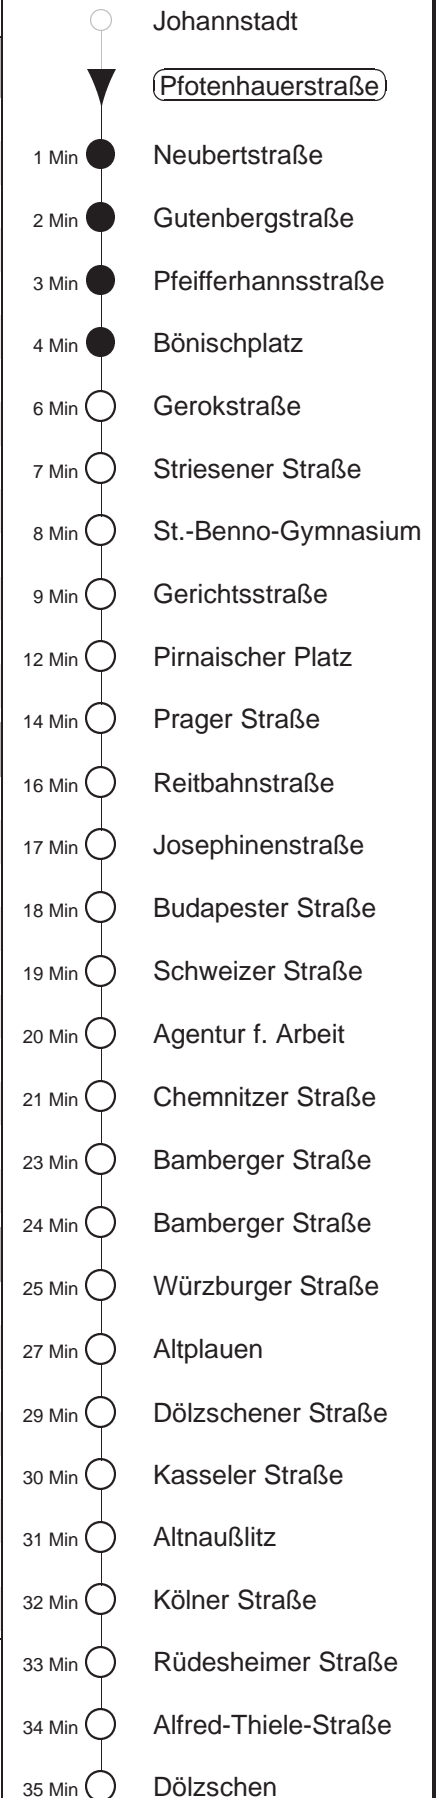 Johannstadt
Pfotenhauerstraße
1 Min Neubertstraße
2 Min Gutenbergstraße
3 Min Pfeifferhannsstraße
4 Min Bönischplatz
6 Min Gerokstraße
7 Min Striesener Straße
8 Min St.-Benno-Gymnasium
9 Min Gerichtsstraße
12 Min Pirnaischer Platz
14 Min Prager Straße
16 Min Reitbahnstraße
17 Min Josephinenstraße
18 Min Budapester Straße
19 Min Schweizer Straße
20 Min Agentur f. Arbeit
21 Min Chemnitzer Straße
23 Min Bamberger Straße
24 Min Bamberger Straße
25 Min Würzburger Straße
27 Min Altplauen
29 Min Dölzschener Straße
30 Min Kasseler Straße
31 Min Altnaußlitz
32 Min Kölner Straße
33 Min Rüdesheimer Straße
34 Min Alfred-Thiele-Straße
35 Min Dölzschen